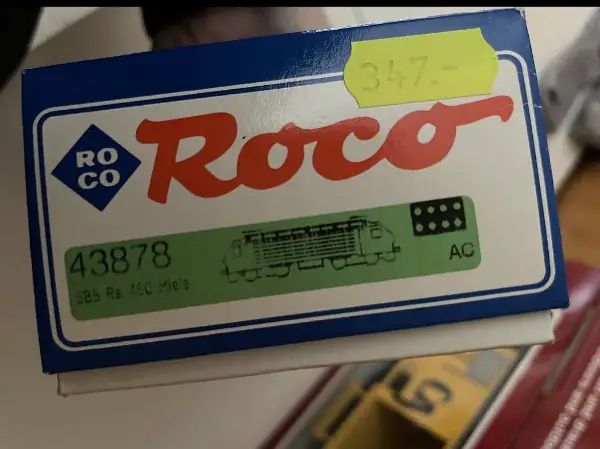 347.-
RO
CO
Roco
43878
SBB Re 460 Miele
AC